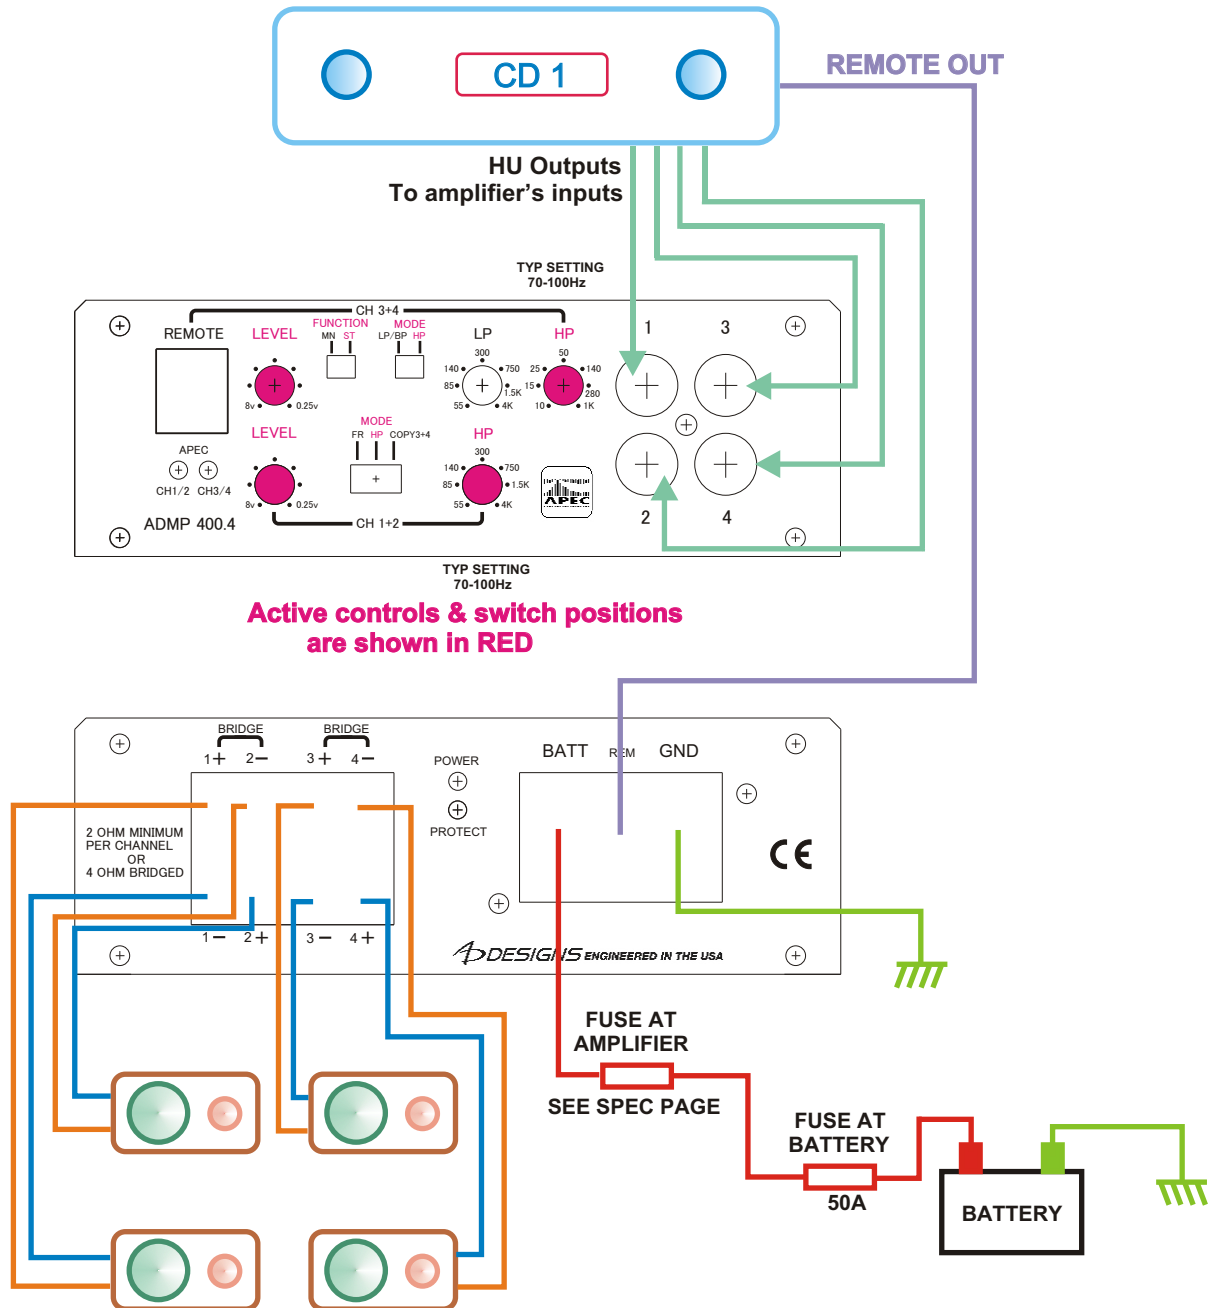 CD 1
REMOTE OUT
HU Outputs
To amplifier's inputs
TYP SETTING
70-100Hz
CH 3+4
REMOTE
LEVEL
FUNCTION
MN ST
MODE
LP/BP HP
LP
HP
1
3
300
140 750
85 1.5K
55 4K
50
25 140
15 280
10 1K
8v 0.25v
LEVEL
MODE
FR HP COPY3+4
HP
300
140 750
85 1.5K
55 4K
8v 0.25v
APEC
CH1/2 CH3/4
APEC
ADMP 400.4
CH 1+2
2
4
TYP SETTING
70-100Hz
Active controls & switch positions
are shown in RED
BRIDGE
BRIDGE
1+ 2− 3+ 4−
POWER
PROTECT
BATT REM GND
2 OHM MINIMUM
PER CHANNEL
OR
4 OHM BRIDGED
CE
1− 2+ 3− 4+
AD DESIGNS ENGINEERED IN THE USA
FUSE AT
AMPLIFIER
SEE SPEC PAGE
FUSE AT
BATTERY
50A
BATTERY